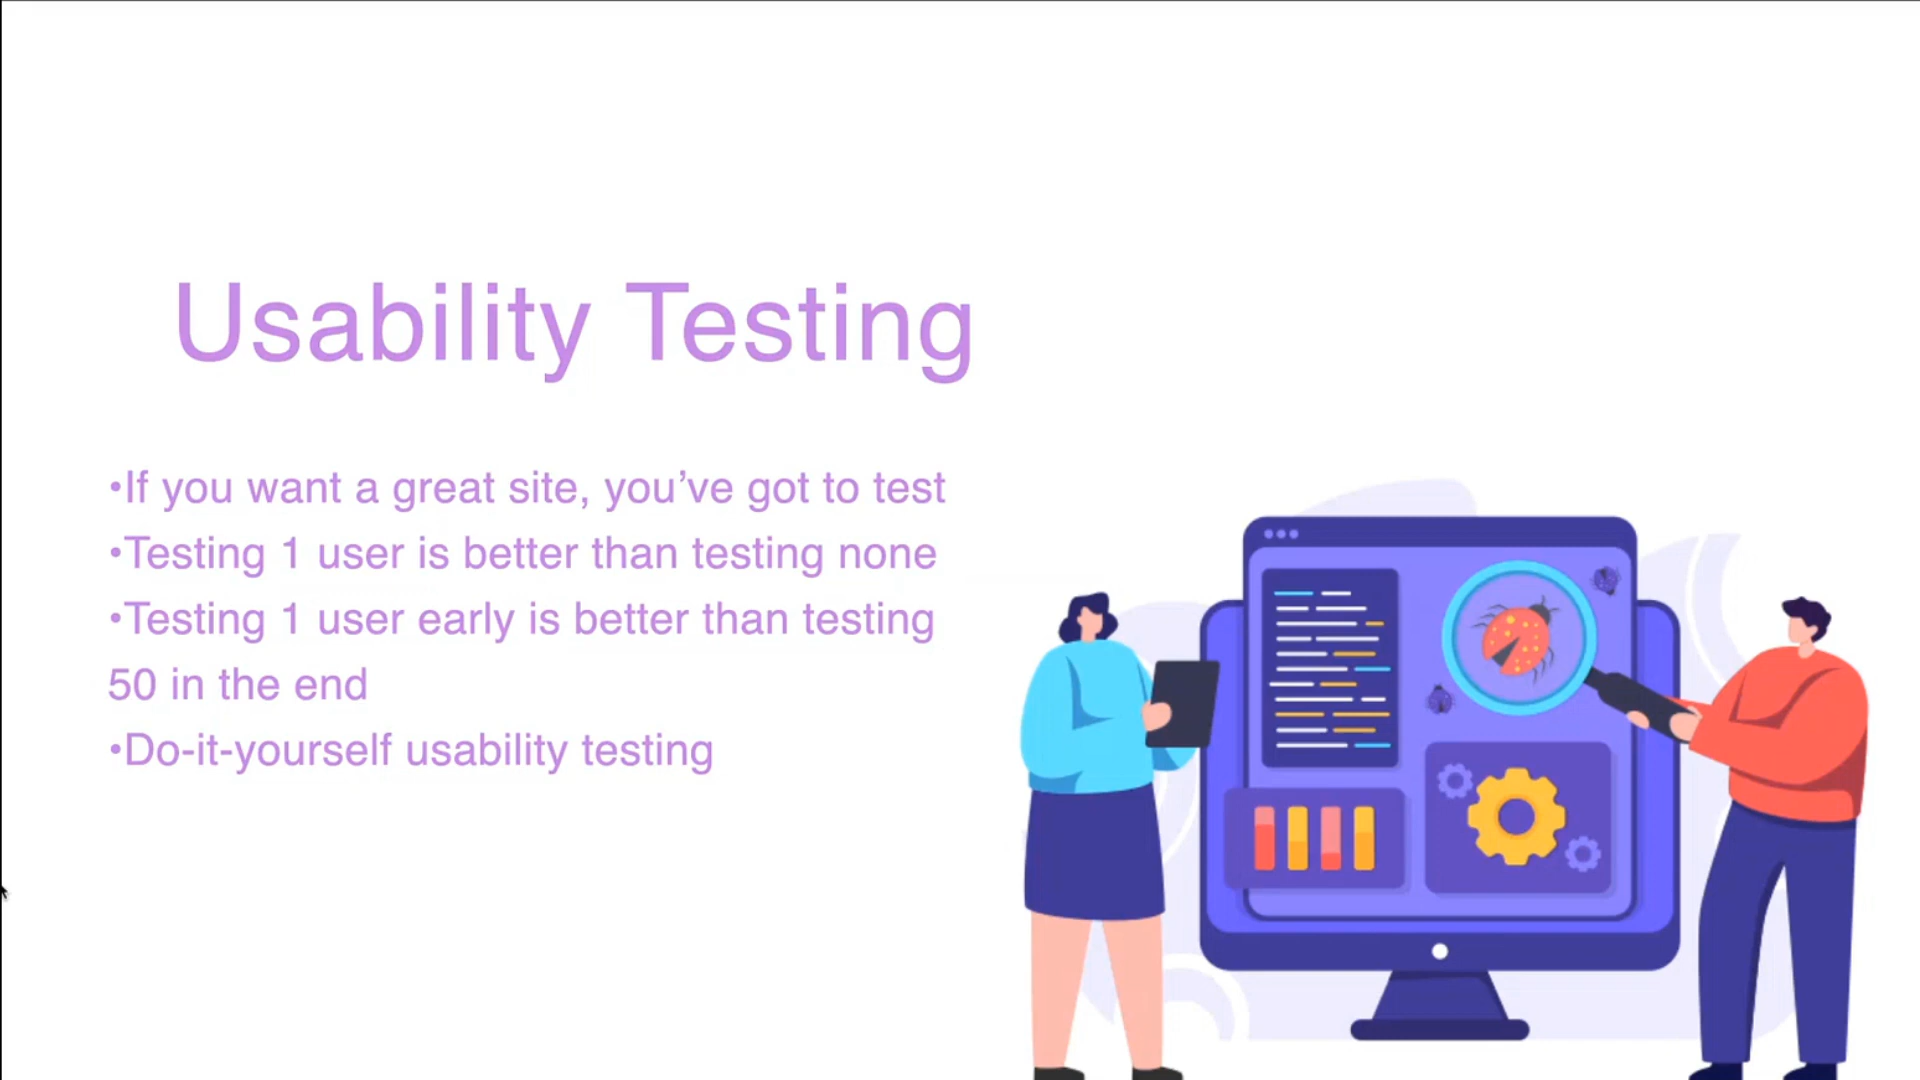 Usability Testing
•If you want a great site, you’ve got to test
•Testing 1 user is better than testing none
•Testing 1 user early is better than testing
50 in the end
•Do-it-yourself usability testing